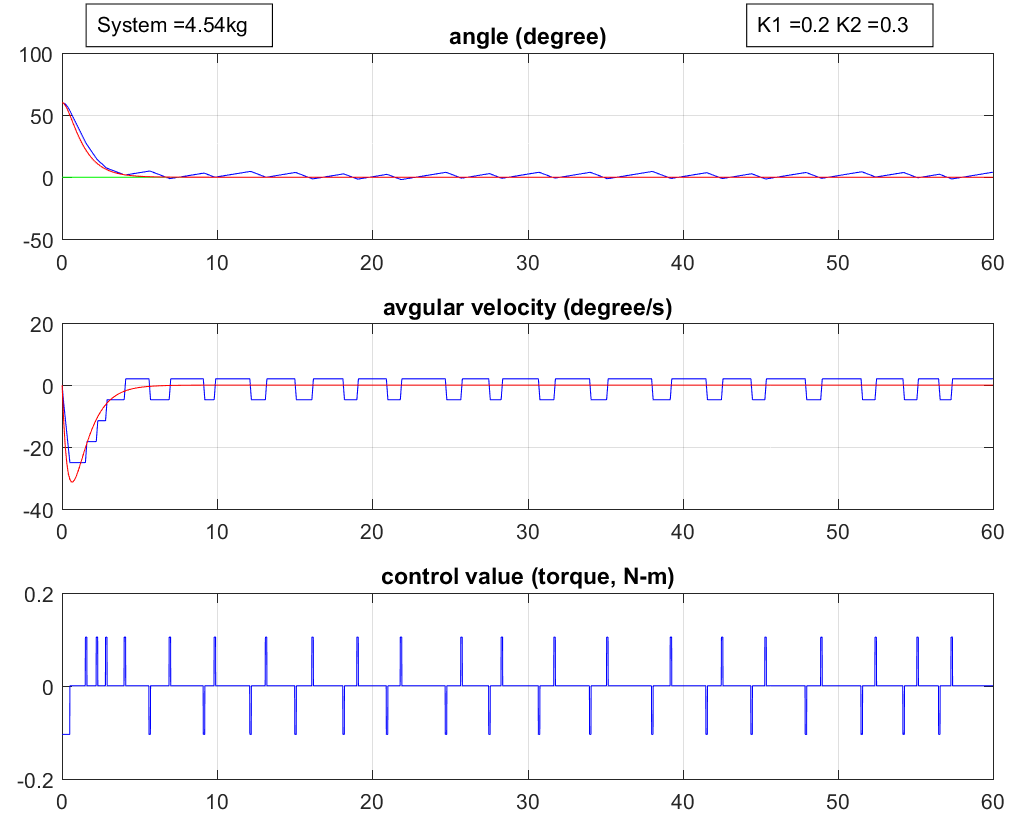 System =4.54kg
K1 =0.2 K2 =0.3
angle (degree)
100
50
0
-50
0 10 20 30 40 50 60
avgular velocity (degree/s)
20
0
-20
-40
0 10 20 30 40 50 60
control value (torque, N-m)
0.2
0
-0.2
0 10 20 30 40 50 60